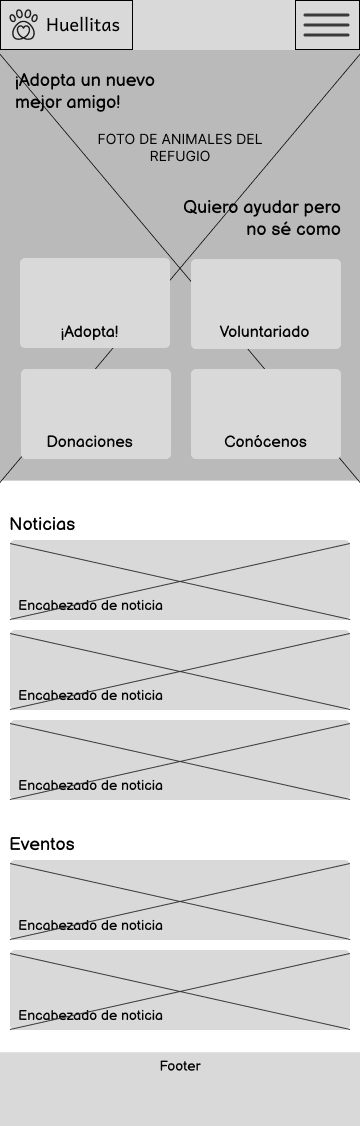 Huellitas
¡Adopta un nuevo
mejor amigo!
FOTO DE ANIMALES DEL
REFUGIO
Quiero ayudar pero
no sé como
¡Adopta!
Voluntariado
Donaciones
Conócenos
Noticias
Encabezado de noticia
Encabezado de noticia
Encabezado de noticia
Eventos
Encabezado de noticia
Encabezado de noticia
Footer